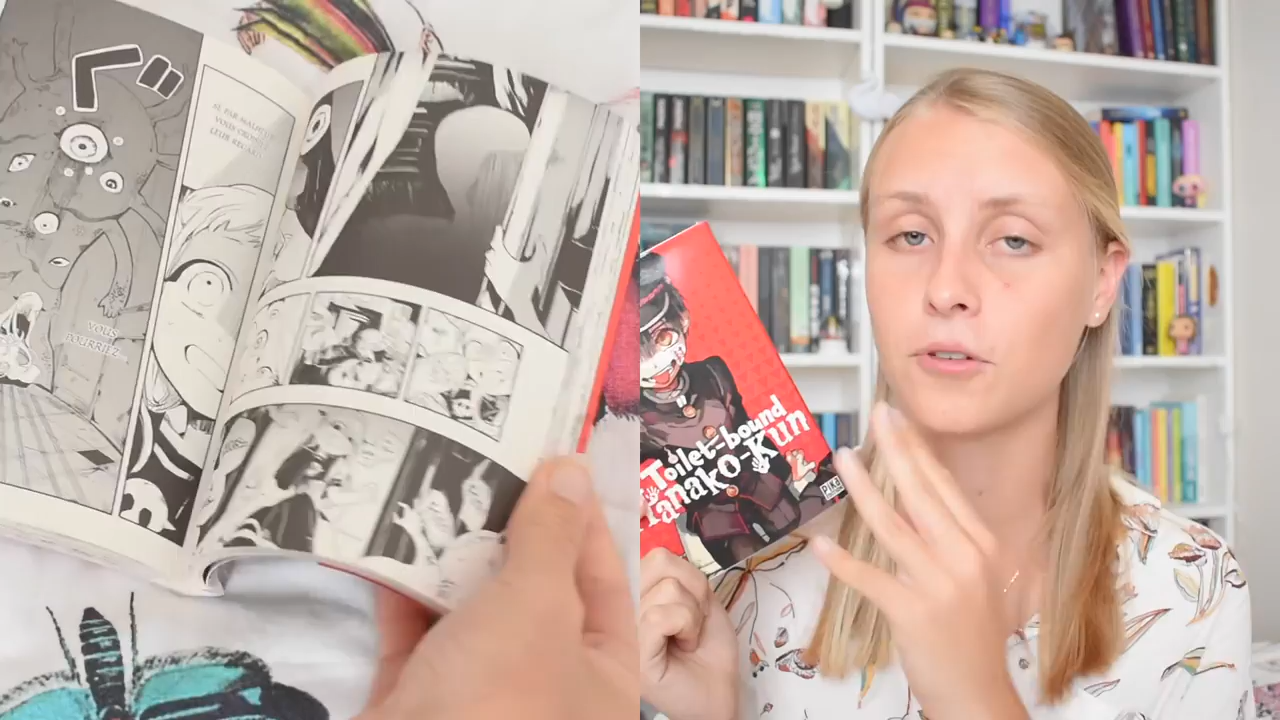 SI, PAR MALHEUR,
VOUS CROISEZ
LEUR REGARD...
VOUS
POURRIEZ...
Toilet-bound
Hanako-Kun
PIKA